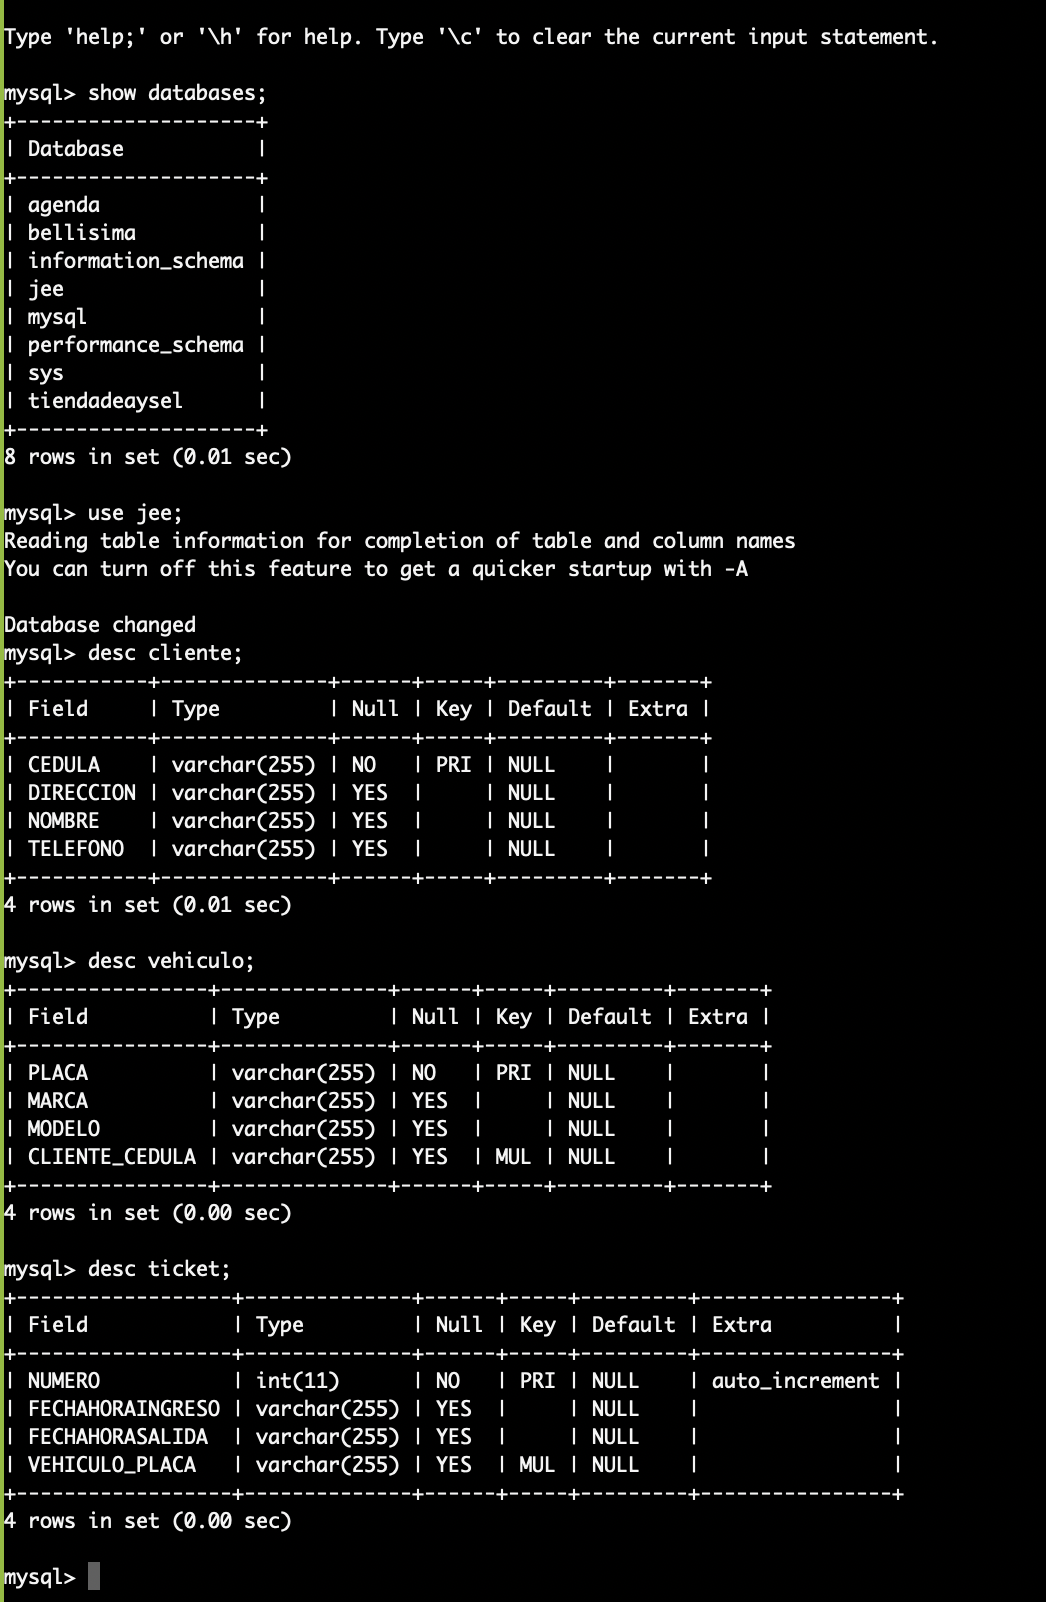 Type 'help;' or '\h' for help. Type '\c' to clear the current input statement.

mysql> show databases;
+--------------------+
| Database           |
+--------------------+
| agenda             |
| bellisima          |
| information_schema |
| jee                |
| mysql              |
| performance_schema |
| sys                |
| tiendadeaysel      |
+--------------------+
8 rows in set (0.01 sec)

mysql> use jee;
Reading table information for completion of table and column names
You can turn off this feature to get a quicker startup with -A

Database changed
mysql> desc cliente;
+-----------+--------------+------+-----+---------+-------+
| Field     | Type         | Null | Key | Default | Extra |
+-----------+--------------+------+-----+---------+-------+
| CEDULA    | varchar(255) | NO   | PRI | NULL    |       |
| DIRECCION | varchar(255) | YES  |     | NULL    |       |
| NOMBRE    | varchar(255) | YES  |     | NULL    |       |
| TELEFONO  | varchar(255) | YES  |     | NULL    |       |
+-----------+--------------+------+-----+---------+-------+
4 rows in set (0.01 sec)

mysql> desc vehiculo;
+----------------+--------------+------+-----+---------+-------+
| Field          | Type         | Null | Key | Default | Extra |
+----------------+--------------+------+-----+---------+-------+
| PLACA          | varchar(255) | NO   | PRI | NULL    |       |
| MARCA          | varchar(255) | YES  |     | NULL    |       |
| MODELO         | varchar(255) | YES  |     | NULL    |       |
| CLIENTE_CEDULA | varchar(255) | YES  | MUL | NULL    |       |
+----------------+--------------+------+-----+---------+-------+
4 rows in set (0.00 sec)

mysql> desc ticket;
+------------------+--------------+------+-----+---------+----------------+
| Field            | Type         | Null | Key | Default | Extra          |
+------------------+--------------+------+-----+---------+----------------+
| NUMERO           | int(11)      | NO   | PRI | NULL    | auto_increment |
| FECHAHORAINGRESO | varchar(255) | YES  |     | NULL    |                |
| FECHAHORASALIDA  | varchar(255) | YES  |     | NULL    |                |
| VEHICULO_PLACA   | varchar(255) | YES  | MUL | NULL    |                |
+------------------+--------------+------+-----+---------+----------------+
4 rows in set (0.00 sec)

mysql>